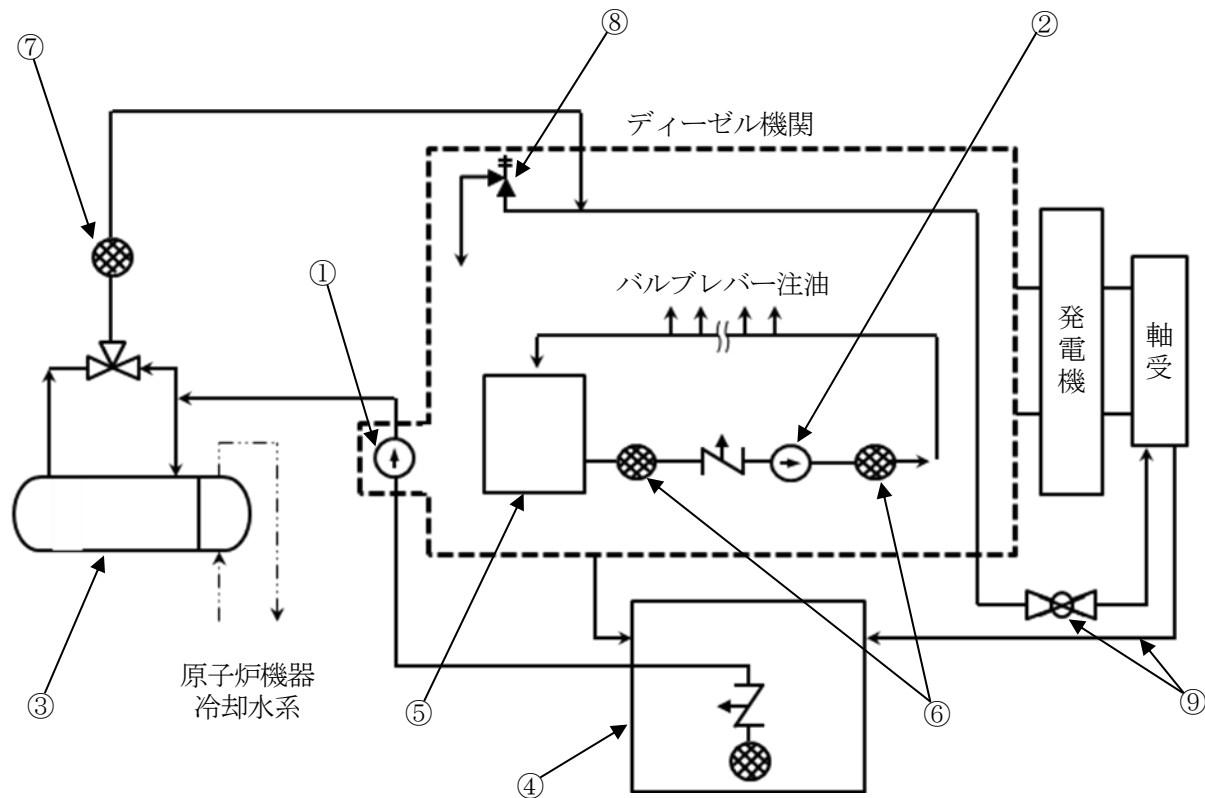 ⑦
⑧
②
ディーゼル機関
①
バルブレバー注油
発電機
軸受
原子炉機器
冷却水系
③
⑤
⑥
⑨
④